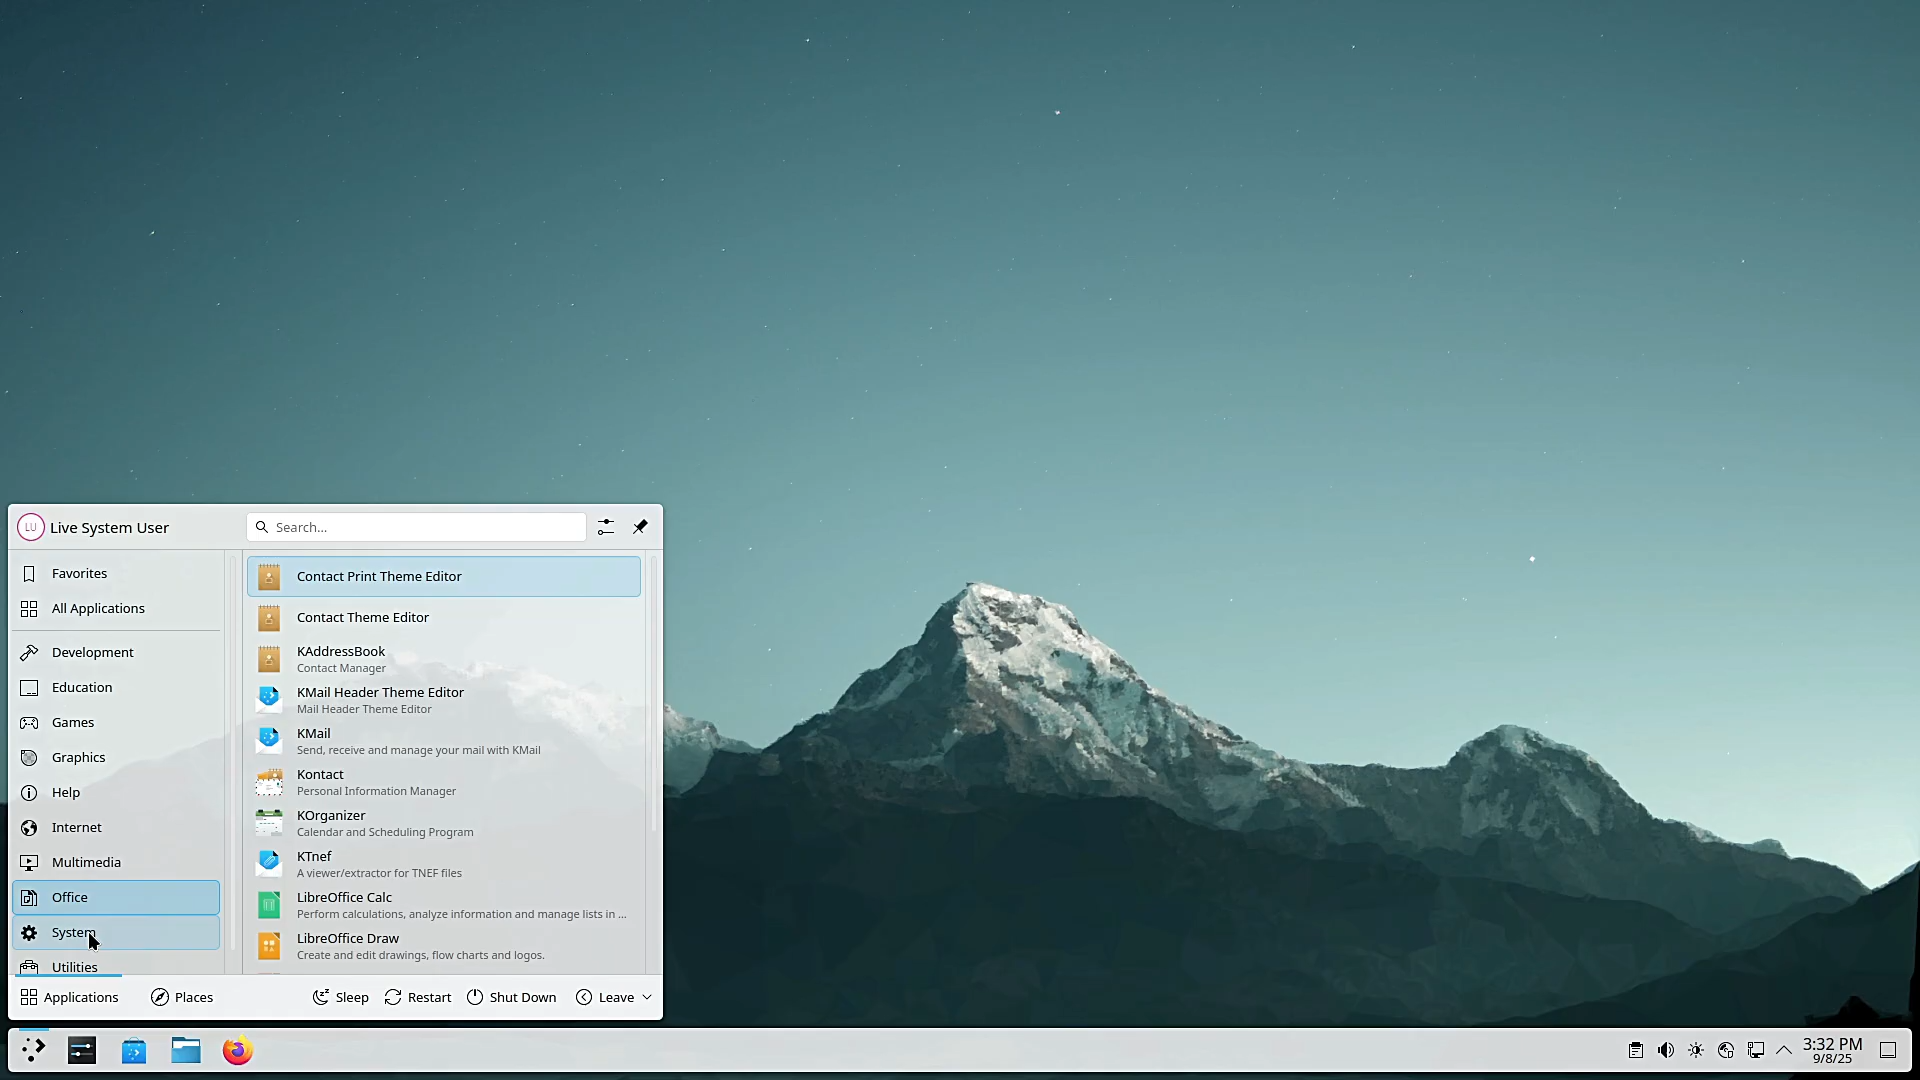 LU Live System User
Search...
Favorites
All Applications
Development
Education
Games
Graphics
Help
Internet
Multimedia
Office
System
Utilities
Contact Print Theme Editor
Contact Theme Editor
KAddressBook
Contact Manager
KMail Header Theme Editor
Mail Header Theme Editor
KMail
Send, receive and manage your mail with KMail
Kontact
Personal Information Manager
KOrganizer
Calendar and Scheduling Program
KTnef
A viewer/extractor for TNEF files
LibreOffice Calc
Perform calculations, analyze information and manage lists in ...
LibreOffice Draw
Create and edit drawings, flow charts and logos.
Applications
Places
Sleep
Restart
Shut Down
Leave
3:32 PM
9/8/25